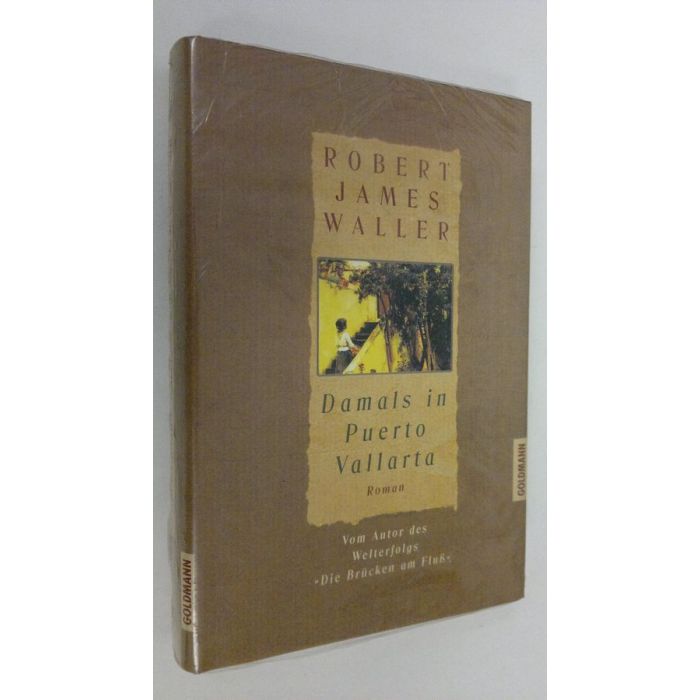 ROBERT
JAMES
WALLER
Damals in
Puerto
Vallarta
Roman
Vom Autor des
Welterfolgs
»Die Brücken am Fluß«
GOLDMANN
GOLDMANN